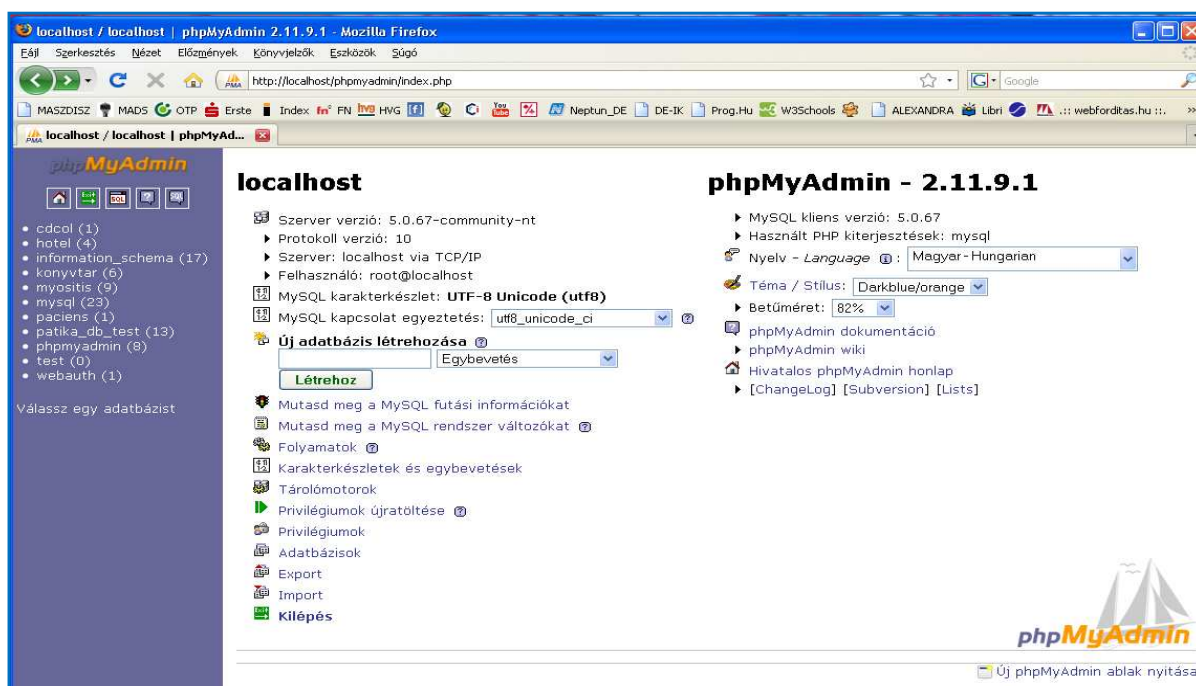 localhost / localhost | phpMyAdmin 2.11.9.1 - Mozilla Firefox
Fájl Szerkesztés Nézet Előzmények Könyvjelzők Eszközök Súgó
http://localhost/phpmyadmin/index.php
Google
MASZDISZ MADS OTP Erste Index FN HVG Neptun_DE DE-IK Prog.Hu W3Schools ALEXANDRA Libri .:: webforditas.hu ::. »
localhost / localhost | phpMyAd...
phpMyAdmin
cdcol (1)
hotel (4)
information_schema (17)
konyvtar (6)
myositis (9)
mysql (23)
paciens (1)
patika_db_test (13)
phpmyadmin (8)
test (0)
webauth (1)
Válassz egy adatbázist
localhost
Szerver verzió: 5.0.67-community-nt
Protokoll verzió: 10
Szerver: localhost via TCP/IP
Felhasználó: root@localhost
MySQL karakterkészlet: UTF-8 Unicode (utf8)
MySQL kapcsolat egyeztetés: utf8_unicode_ci
Új adatbázis létrehozása
Egybevetés
Létrehoz
Mutasd meg a MySQL futási információkat
Mutasd meg a MySQL rendszer változókat
Folyamatok
Karakterkészletek és egybevetések
Tárolómotorok
Privilégiumok újratöltése
Privilégiumok
Adatbázisok
Export
Import
Kilépés
phpMyAdmin - 2.11.9.1
MySQL kliens verzió: 5.0.67
Használt PHP kiterjesztések: mysql
Nyelv - Language : Magyar - Hungarian
Téma / Stílus: Darkblue/orange
Betűméret: 82%
phpMyAdmin dokumentáció
phpMyAdmin wiki
Hivatalos phpMyAdmin honlap
[ChangeLog] [Subversion] [Lists]
phpMyAdmin
Új phpMyAdmin ablak nyitása